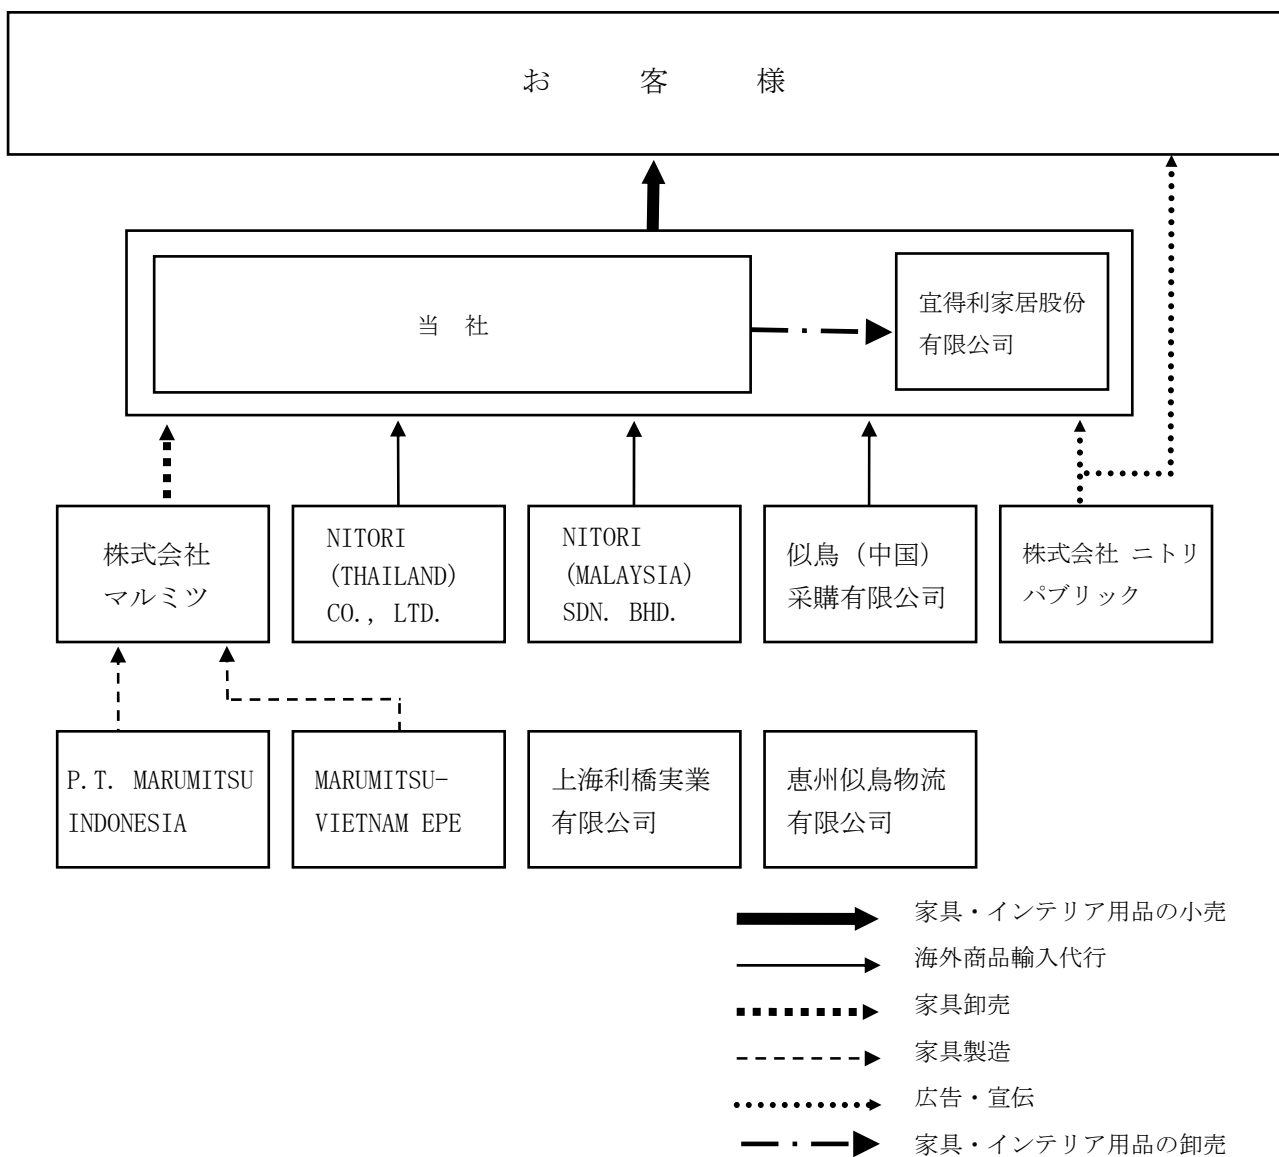 お客様
当社
宜得利家居股份
有限公司
株式会社
マルミツ
NITORI
(THAILAND)
CO., LTD.
NITORI
(MALAYSIA)
SDN. BHD.
似鳥（中国）
采購有限公司
株式会社 ニトリ
パブリック
P.T. MARUMITSU
INDONESIA
MARUMITSU-
VIETNAM EPE
上海利橋実業
有限公司
恵州似鳥物流
有限公司
家具・インテリア用品の小売
海外商品輸入代行
家具卸売
家具製造
広告・宣伝
家具・インテリア用品の卸売